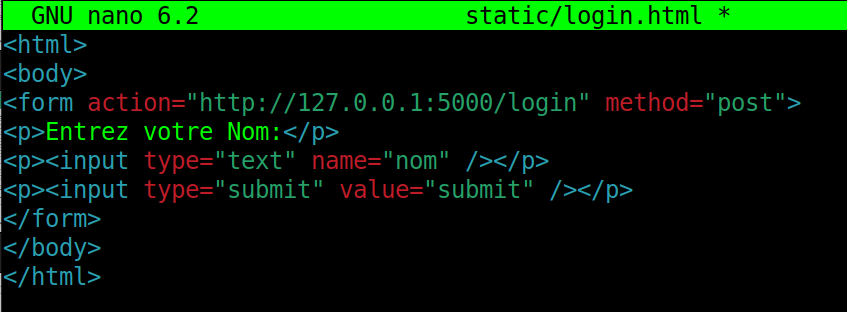 GNU nano 6.2 static/login.html *
<html>
<body>
<form action="http://127.0.0.1:5000/login" method="post">
<p>Entrez votre Nom:</p>
<p><input type="text" name="nom" /></p>
<p><input type="submit" value="submit" /></p>
</form>
</body>
</html>